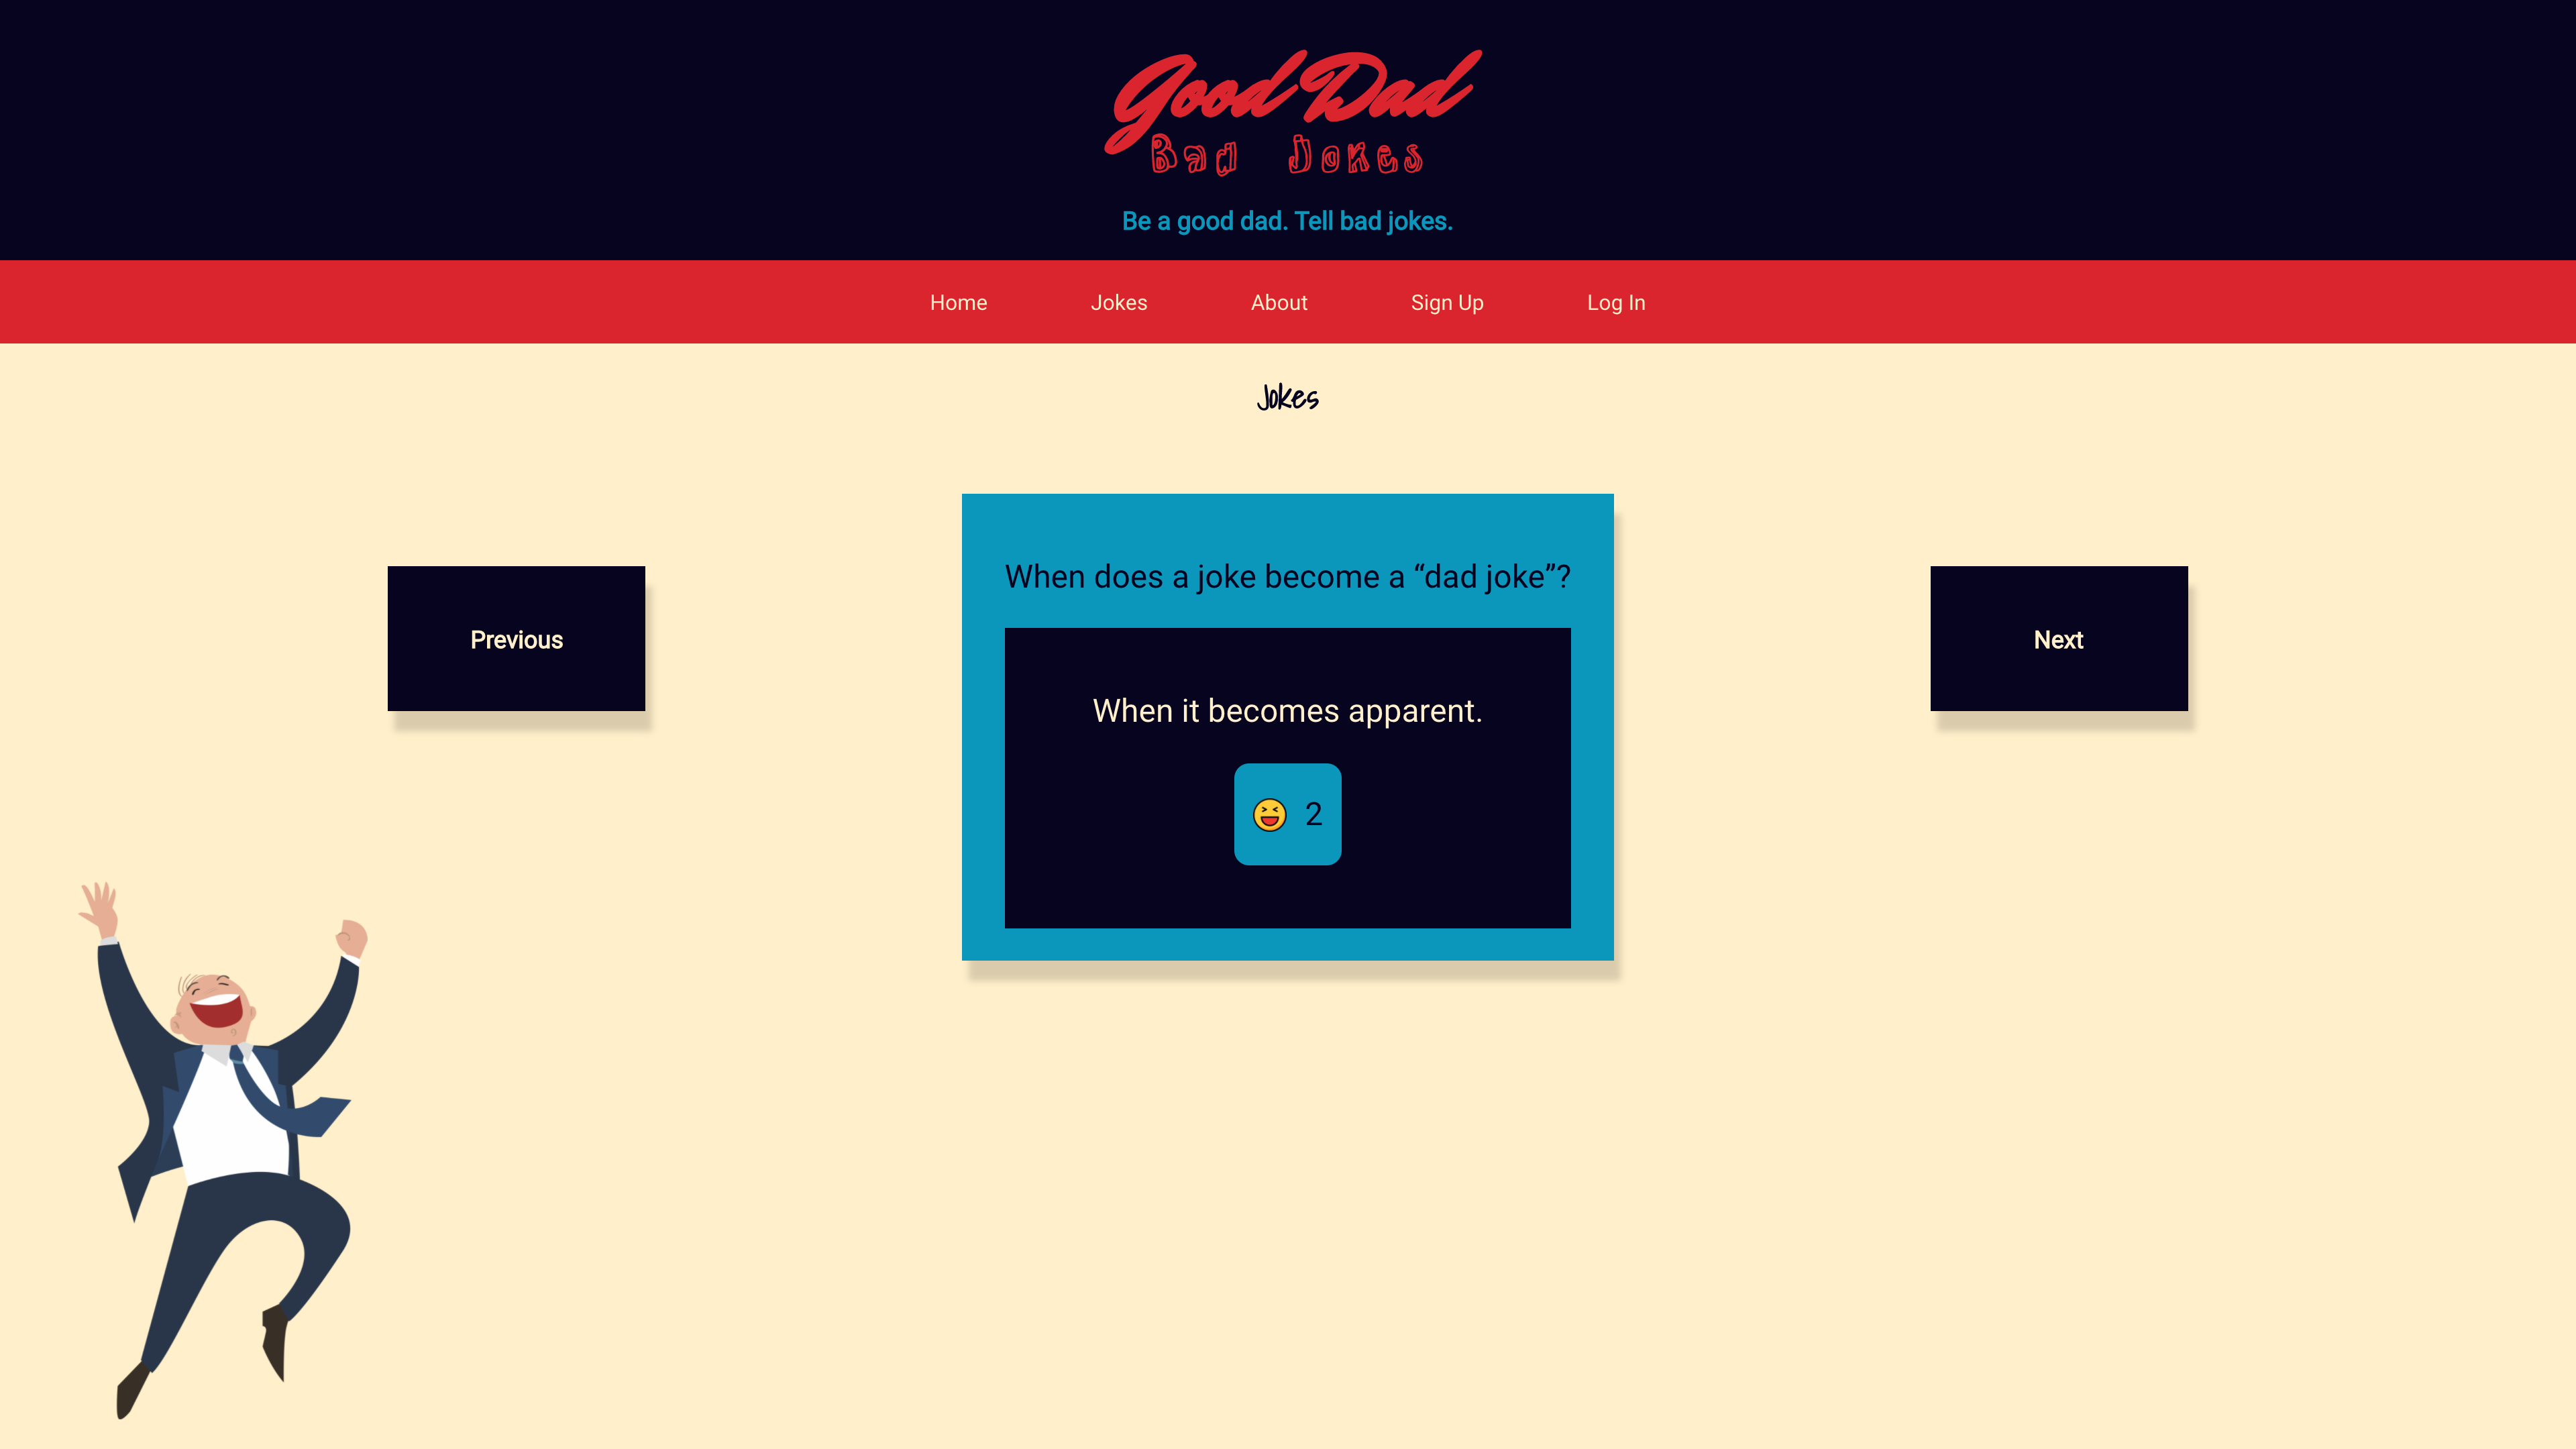 Good Dad
Bad Jokes
Be a good dad. Tell bad jokes.
Home Jokes About Sign Up Log In
Jokes
When does a joke become a “dad joke”?
Previous
Next
When it becomes apparent.
2